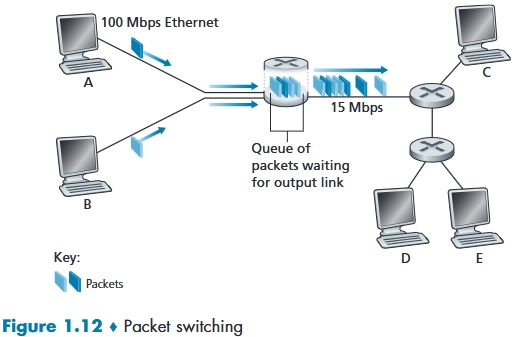 100 Mbps Ethernet
A
B
C
15 Mbps
Queue of
packets waiting
for output link
D
E
Key:
Packets
Figure 1.12 ♦ Packet switching